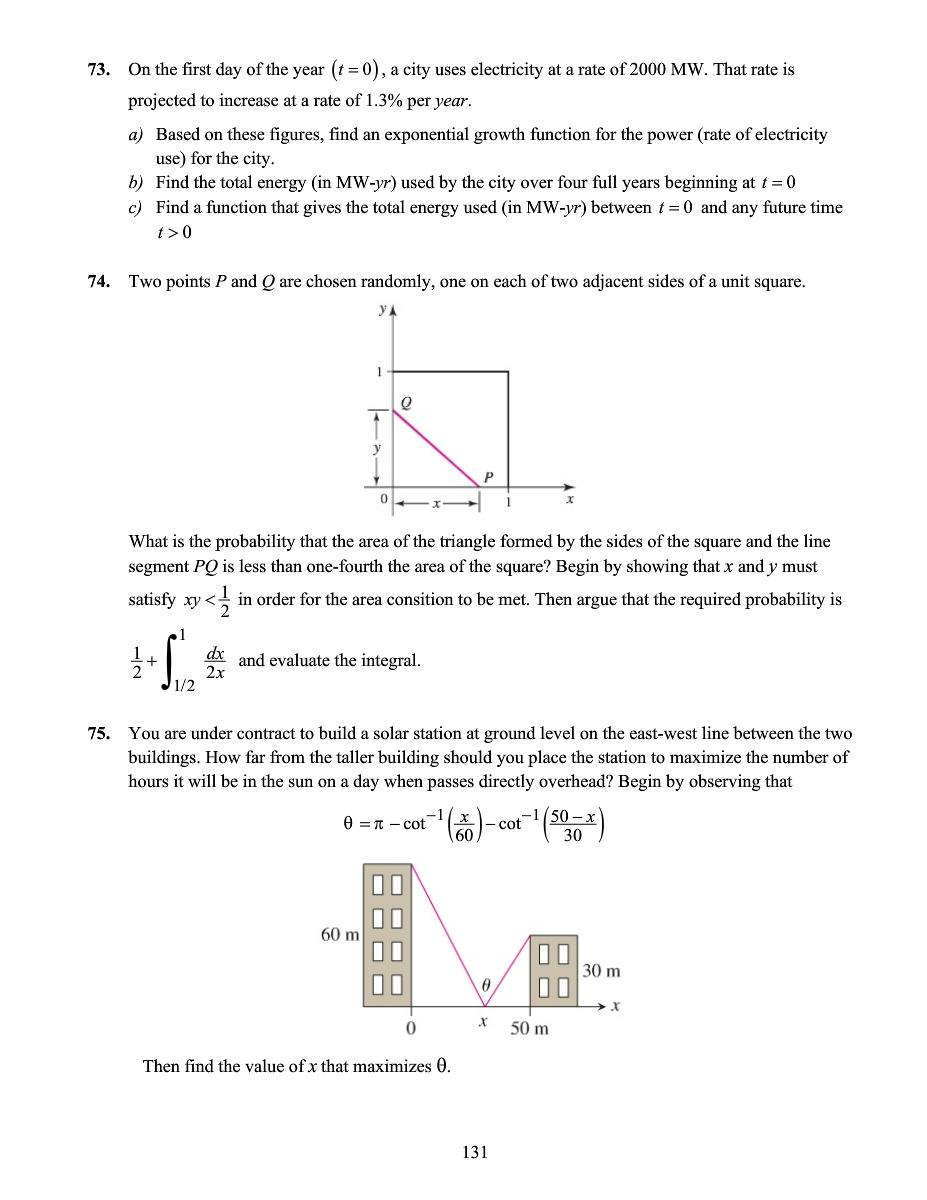 73. On the first day of the year (t = 0), a city uses electricity at a rate of 2000 MW. That rate is
projected to increase at a rate of 1.3% per year.
a) Based on these figures, find an exponential growth function for the power (rate of electricity
use) for the city.
b) Find the total energy (in MW-yr) used by the city over four full years beginning at t = 0
c) Find a function that gives the total energy used (in MW-yr) between t = 0 and any future time
t > 0
74. Two points P and Q are chosen randomly, one on each of two adjacent sides of a unit square.
y
1
Q
y
P
0 x 1 x
What is the probability that the area of the triangle formed by the sides of the square and the line
segment PQ is less than one-fourth the area of the square? Begin by showing that x and y must
satisfy xy < 1/2 in order for the area consition to be met. Then argue that the required probability is
1/2 + ∫_{1/2}^{1} dx/2x and evaluate the integral.
75. You are under contract to build a solar station at ground level on the east-west line between the two
buildings. How far from the taller building should you place the station to maximize the number of
hours it will be in the sun on a day when passes directly overhead? Begin by observing that
θ = π – cot⁻¹(x/60) – cot⁻¹((50 – x)/30)
60 m
30 m
θ
x
0 x 50 m
Then find the value of x that maximizes θ.
131